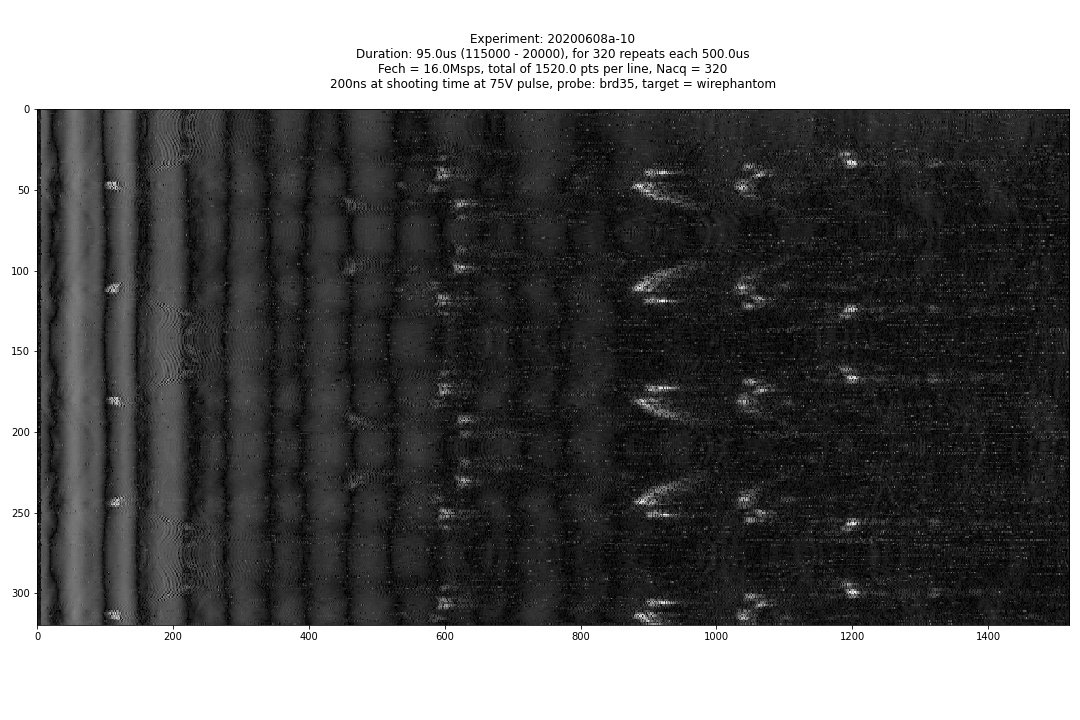 Experiment: 20200608a-10
Duration: 95.0us (115000 - 20000), for 320 repeats each 500.0us
Fech = 16.0Msps, total of 1520.0 pts per line, Nacq = 320
200ns at shooting time at 75V pulse, probe: brd35, target = wirephantom
0
50
100
150
200
250
300
0 200 400 600 800 1000 1200 1400